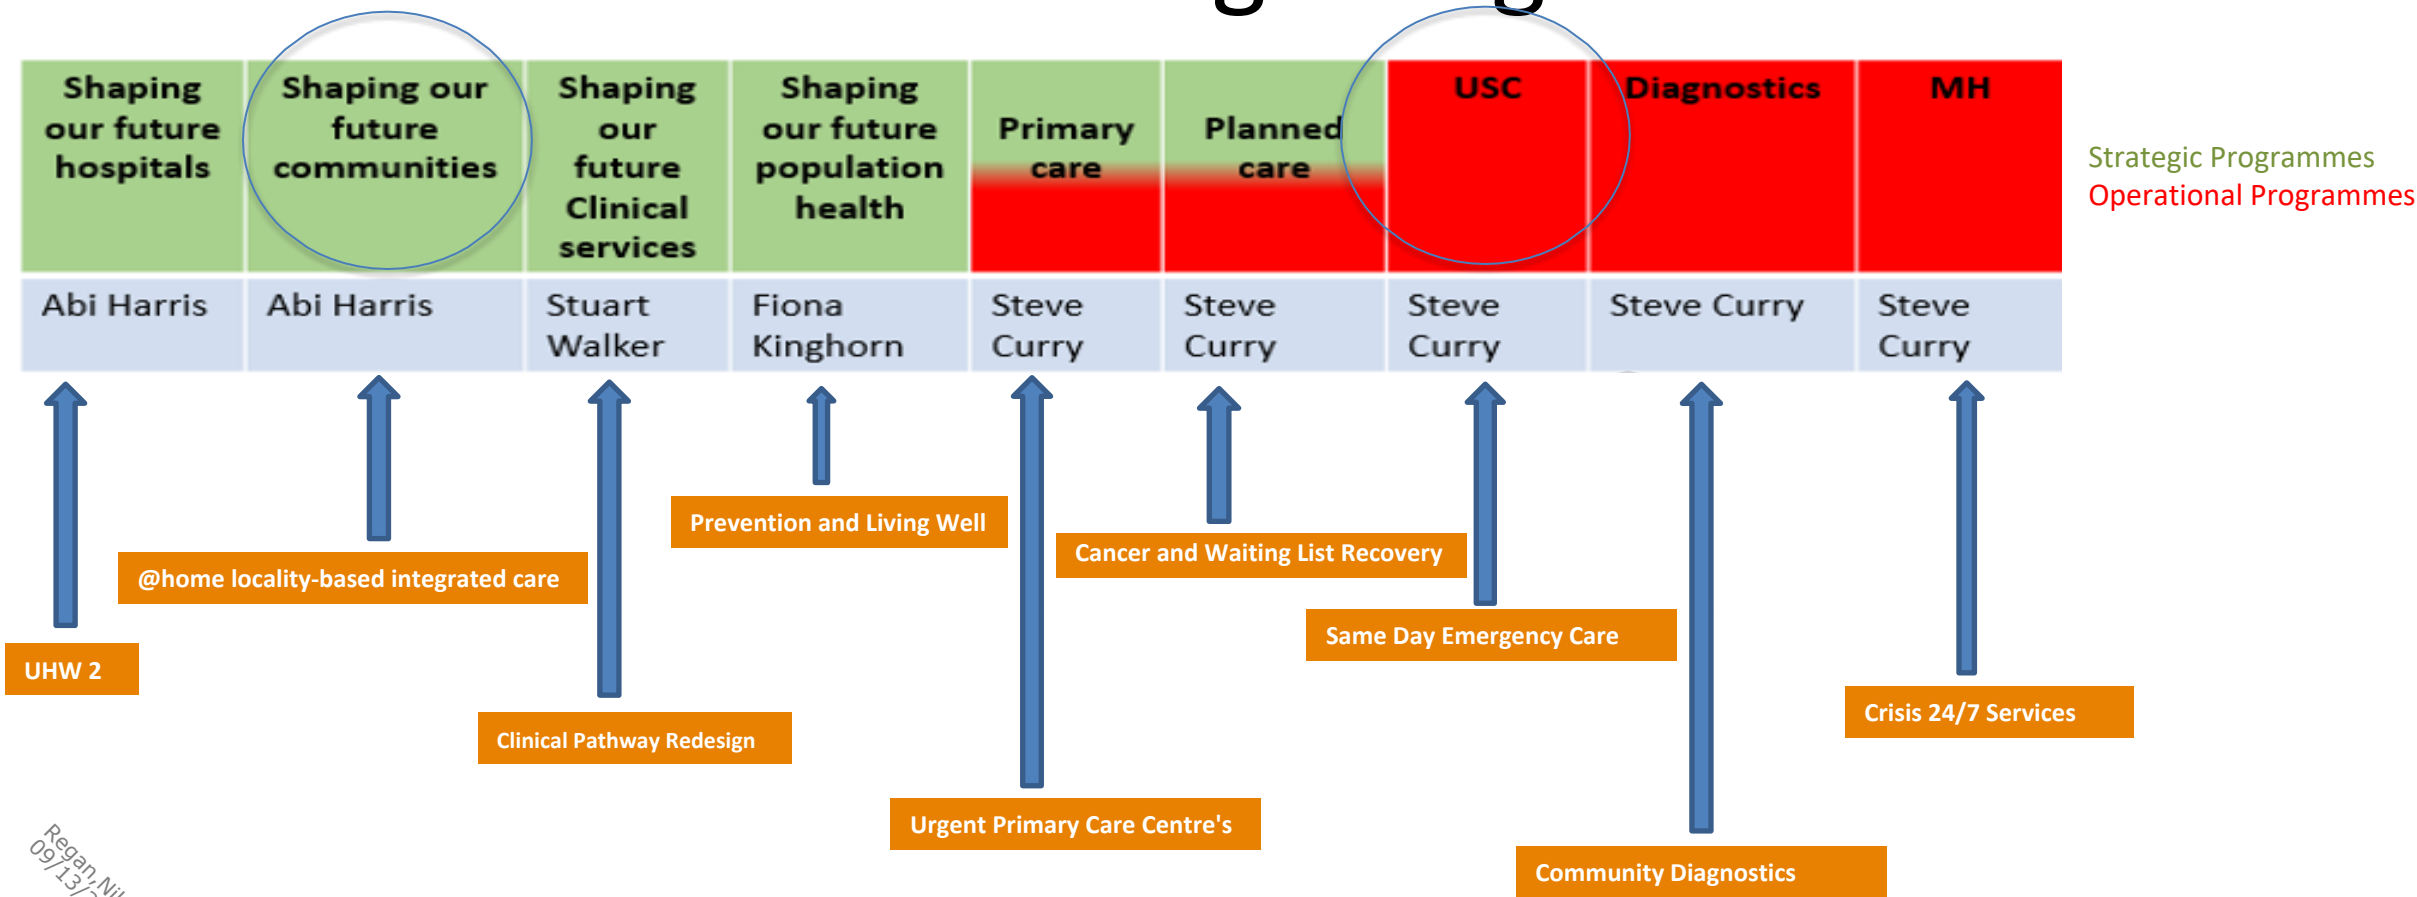 Shaping
our future
hospitals
Shaping our
future
communities
Shaping
our
future
Clinical
services
Shaping
our future
population
health
Primary
care
Planned
care
USC
Diagnostics
MH
Strategic Programmes
Operational Programmes
Abi Harris
Abi Harris
Stuart
Walker
Fiona
Kinghorn
Steve
Curry
Steve
Curry
Steve
Curry
Steve Curry
Steve
Curry
Prevention and Living Well
Cancer and Waiting List Recovery
@home locality-based integrated care
Same Day Emergency Care
UHW 2
Crisis 24/7 Services
Clinical Pathway Redesign
Urgent Primary Care Centre's
Community Diagnostics
Regan,
09/13/